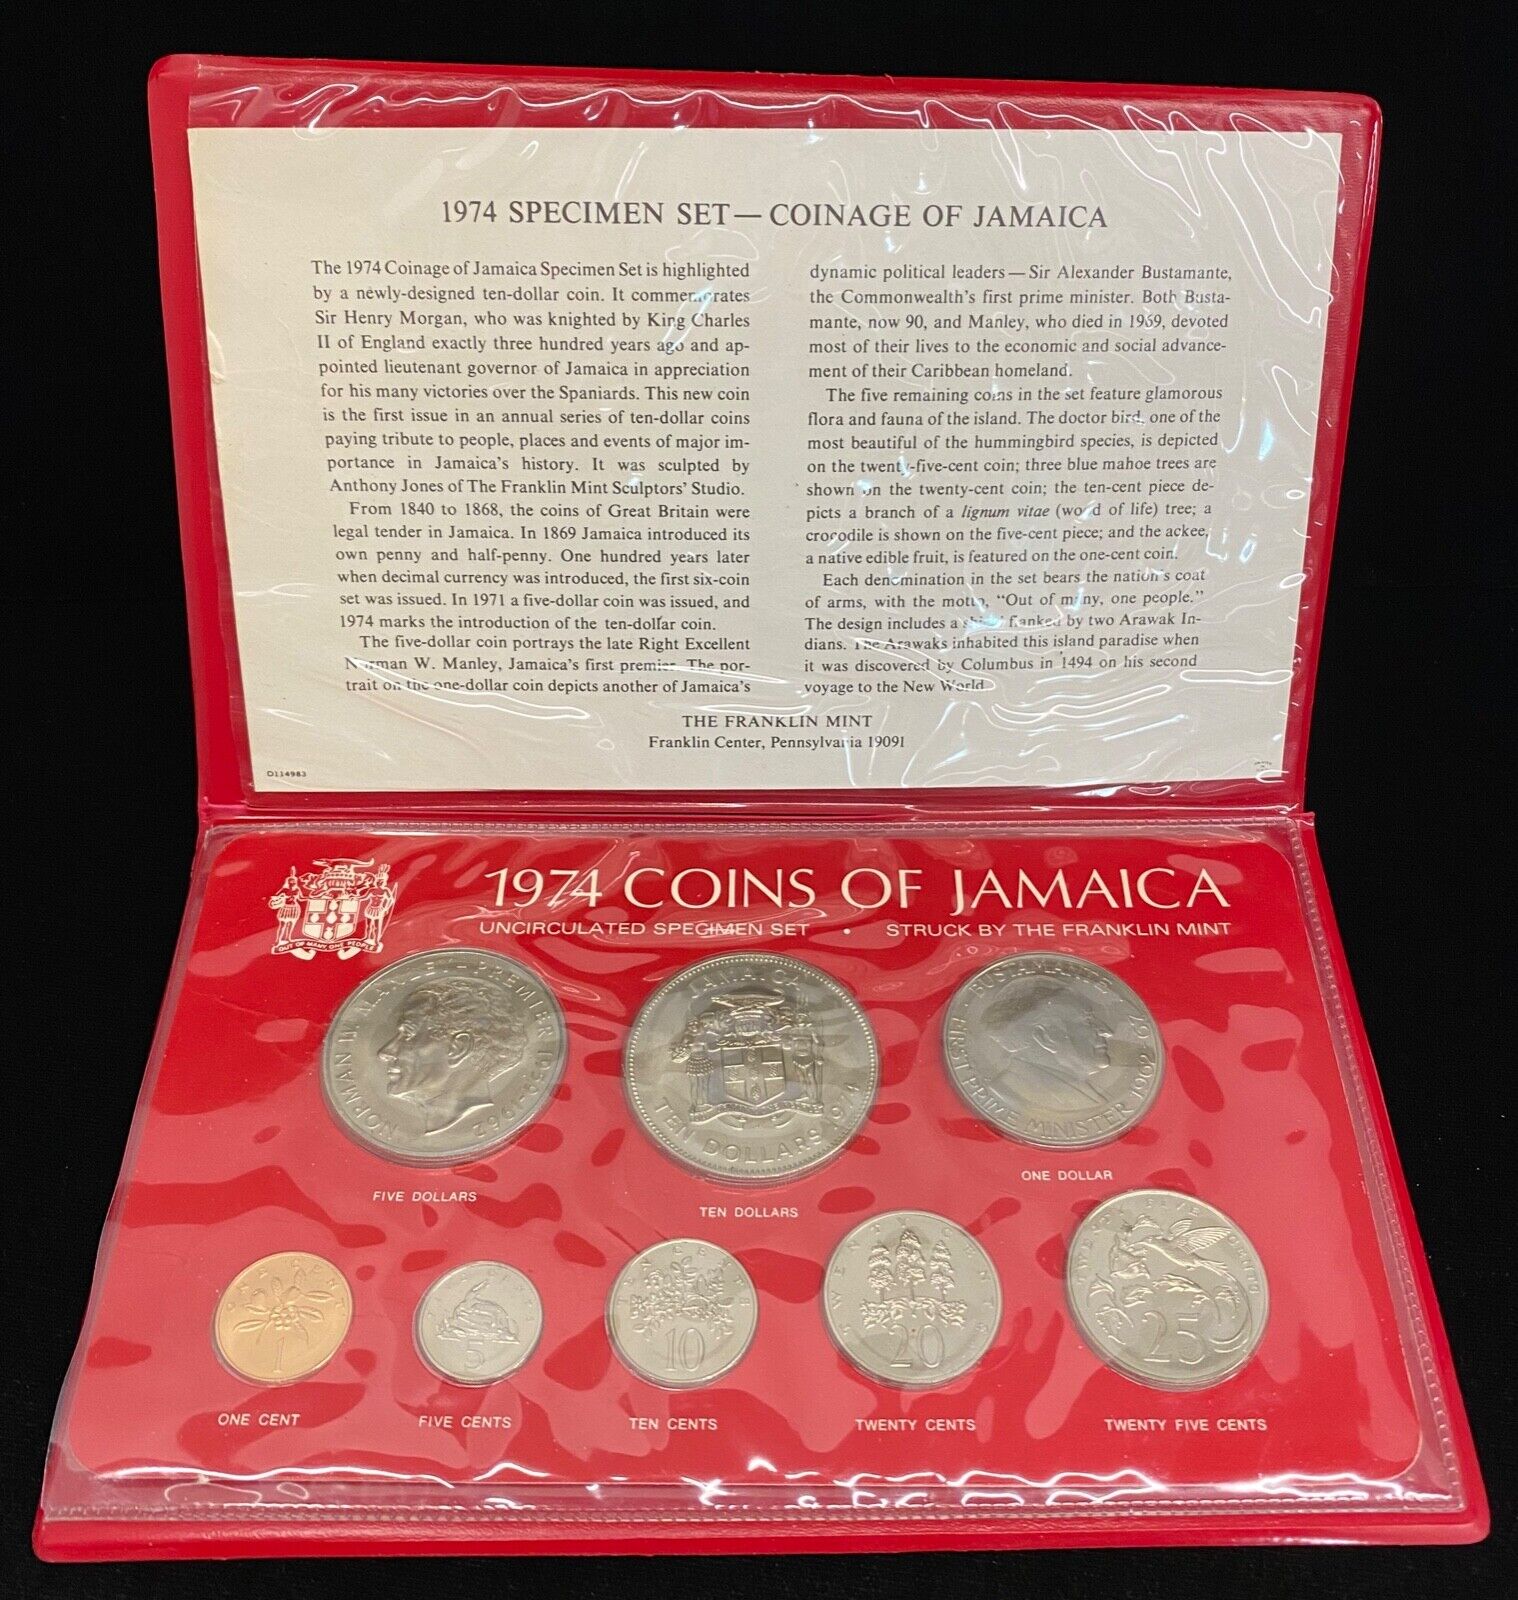 1974 SPECIMEN SET — COINAGE OF JAMAICA
The 1974 Coinage of Jamaica Specimen Set is highlighted
by a newly-designed ten-dollar coin. It commemorates
Sir Henry Morgan, who was knighted by King Charles
II of England exactly three hundred years ago and ap-
pointed lieutenant governor of Jamaica in appreciation
for his many victories over the Spaniards. This new coin
is the first issue in an annual series of ten-dollar coins
paying tribute to people, places and events of major im-
portance in Jamaica's history. It was sculpted by
Anthony Jones of The Franklin Mint Sculptors' Studio.
From 1840 to 1868, the coins of Great Britain were
legal tender in Jamaica. In 1869 Jamaica introduced its
own penny and half-penny. One hundred years later
when decimal currency was introduced, the first six-coin
set was issued. In 1971 a five-dollar coin was issued, and
1974 marks the introduction of the ten-dollar coin.
The five-dollar coin portrays the late Right Excellent
Norman W. Manley, Jamaica's first premier. The por-
trait on the one-dollar coin depicts another of Jamaica's
dynamic political leaders — Sir Alexander Bustamante,
the Commonwealth's first prime minister. Both Busta-
mante, now 90, and Manley, who died in 1969, devoted
most of their lives to the economic and social advance-
ment of their Caribbean homeland.
The five remaining coins in the set feature glamorous
flora and fauna of the island. The doctor bird, one of the
most beautiful of the hummingbird species, is depicted
on the twenty-five-cent coin; three blue mahoe trees are
shown on the twenty-cent coin; the ten-cent piece de-
picts a branch of a lignum vitae (wood of life) tree; a
crocodile is shown on the five-cent piece; and the ackee,
a native edible fruit, is featured on the one-cent coin.
Each denomination in the set bears the nation's coat
of arms, with the motto, "Out of many, one people."
The design includes a shield flanked by two Arawak In-
dians. The Arawaks inhabited this island paradise when
it was discovered by Columbus in 1494 on his second
voyage to the New World.
THE FRANKLIN MINT
Franklin Center, Pennsylvania 19091
D114983
OUT OF MANY, ONE PEOPLE
1974 COINS OF JAMAICA
UNCIRCULATED SPECIMEN SET • STRUCK BY THE FRANKLIN MINT
NORMAN W. MANLEY - PREMIER 1959-1962
JAMAICA
TEN DOLLARS 1974
BUSTAMANTE
FIRST PRIME MINISTER 1962-67
FIVE DOLLARS
TEN DOLLARS
ONE DOLLAR
ONE CENT
1
FIVE CENTS
5
TEN CENTS
10
TWENTY CENTS
20
TWENTY FIVE CENTS
25
ONE CENT
FIVE CENTS
TEN CENTS
TWENTY CENTS
TWENTY FIVE CENTS